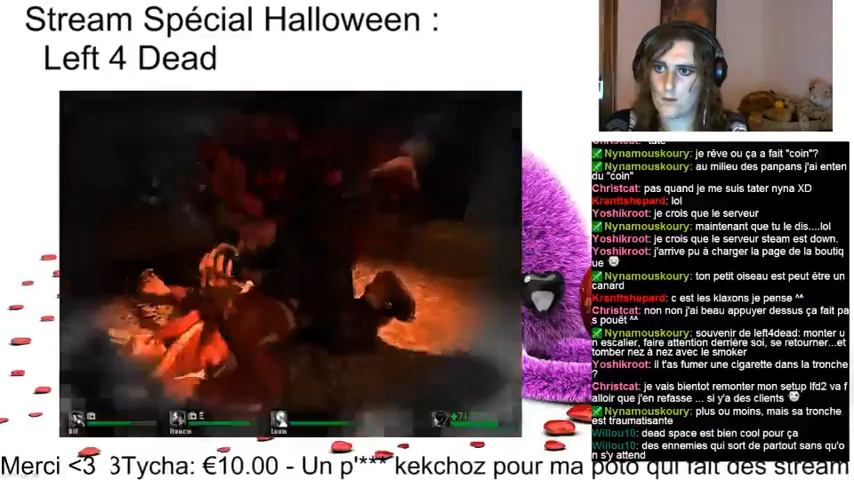 Stream Spécial Halloween :
Left 4 Dead
Nynamouskoury: je rêve ou ça a fait "coin"?
Nynamouskoury: au milieu des panpans j'ai enten
du "coin"
Christcat: pas quand je me suis tater nyna XD
Kranttshepard: lol
Yoshikroot: je crois que le serveur
Nynamouskoury: maintenant que tu le dis....lol
Yoshikroot: je crois que le serveur steam est down.
Yoshikroot: j'arrive pu à charger la page de la boutiq
ue
Nynamouskoury: ton petit oiseau est peut être un
canard
Kranttshepard: c est les klaxons je pense ^^
Christcat: non non j'ai beau appuyer dessus ça fait pa
s pouët ^^
Nynamouskoury: souvenir de left4dead: monter u
n escalier, faire attention derrière soi, se retourner...et
tomber nez à nez avec le smoker
Yoshikroot: il t'as fumer une cigarette dans la tronche
?
Christcat: je vais bientot remonter mon setup lfd2 va f
alloir que j'en refasse ... si y'a des clients
Nynamouskoury: plus ou moins, mais sa tronche
est traumatisante
Willou10: dead space est bien cool pour ça
Willou10: des ennemies qui sort de partout sans qu'o
n s'y attend
Bill
Francis
Louis
Merci <3 3Tycha: €10.00 - Un p'*** kekchoz pour ma poto qui fait des stream